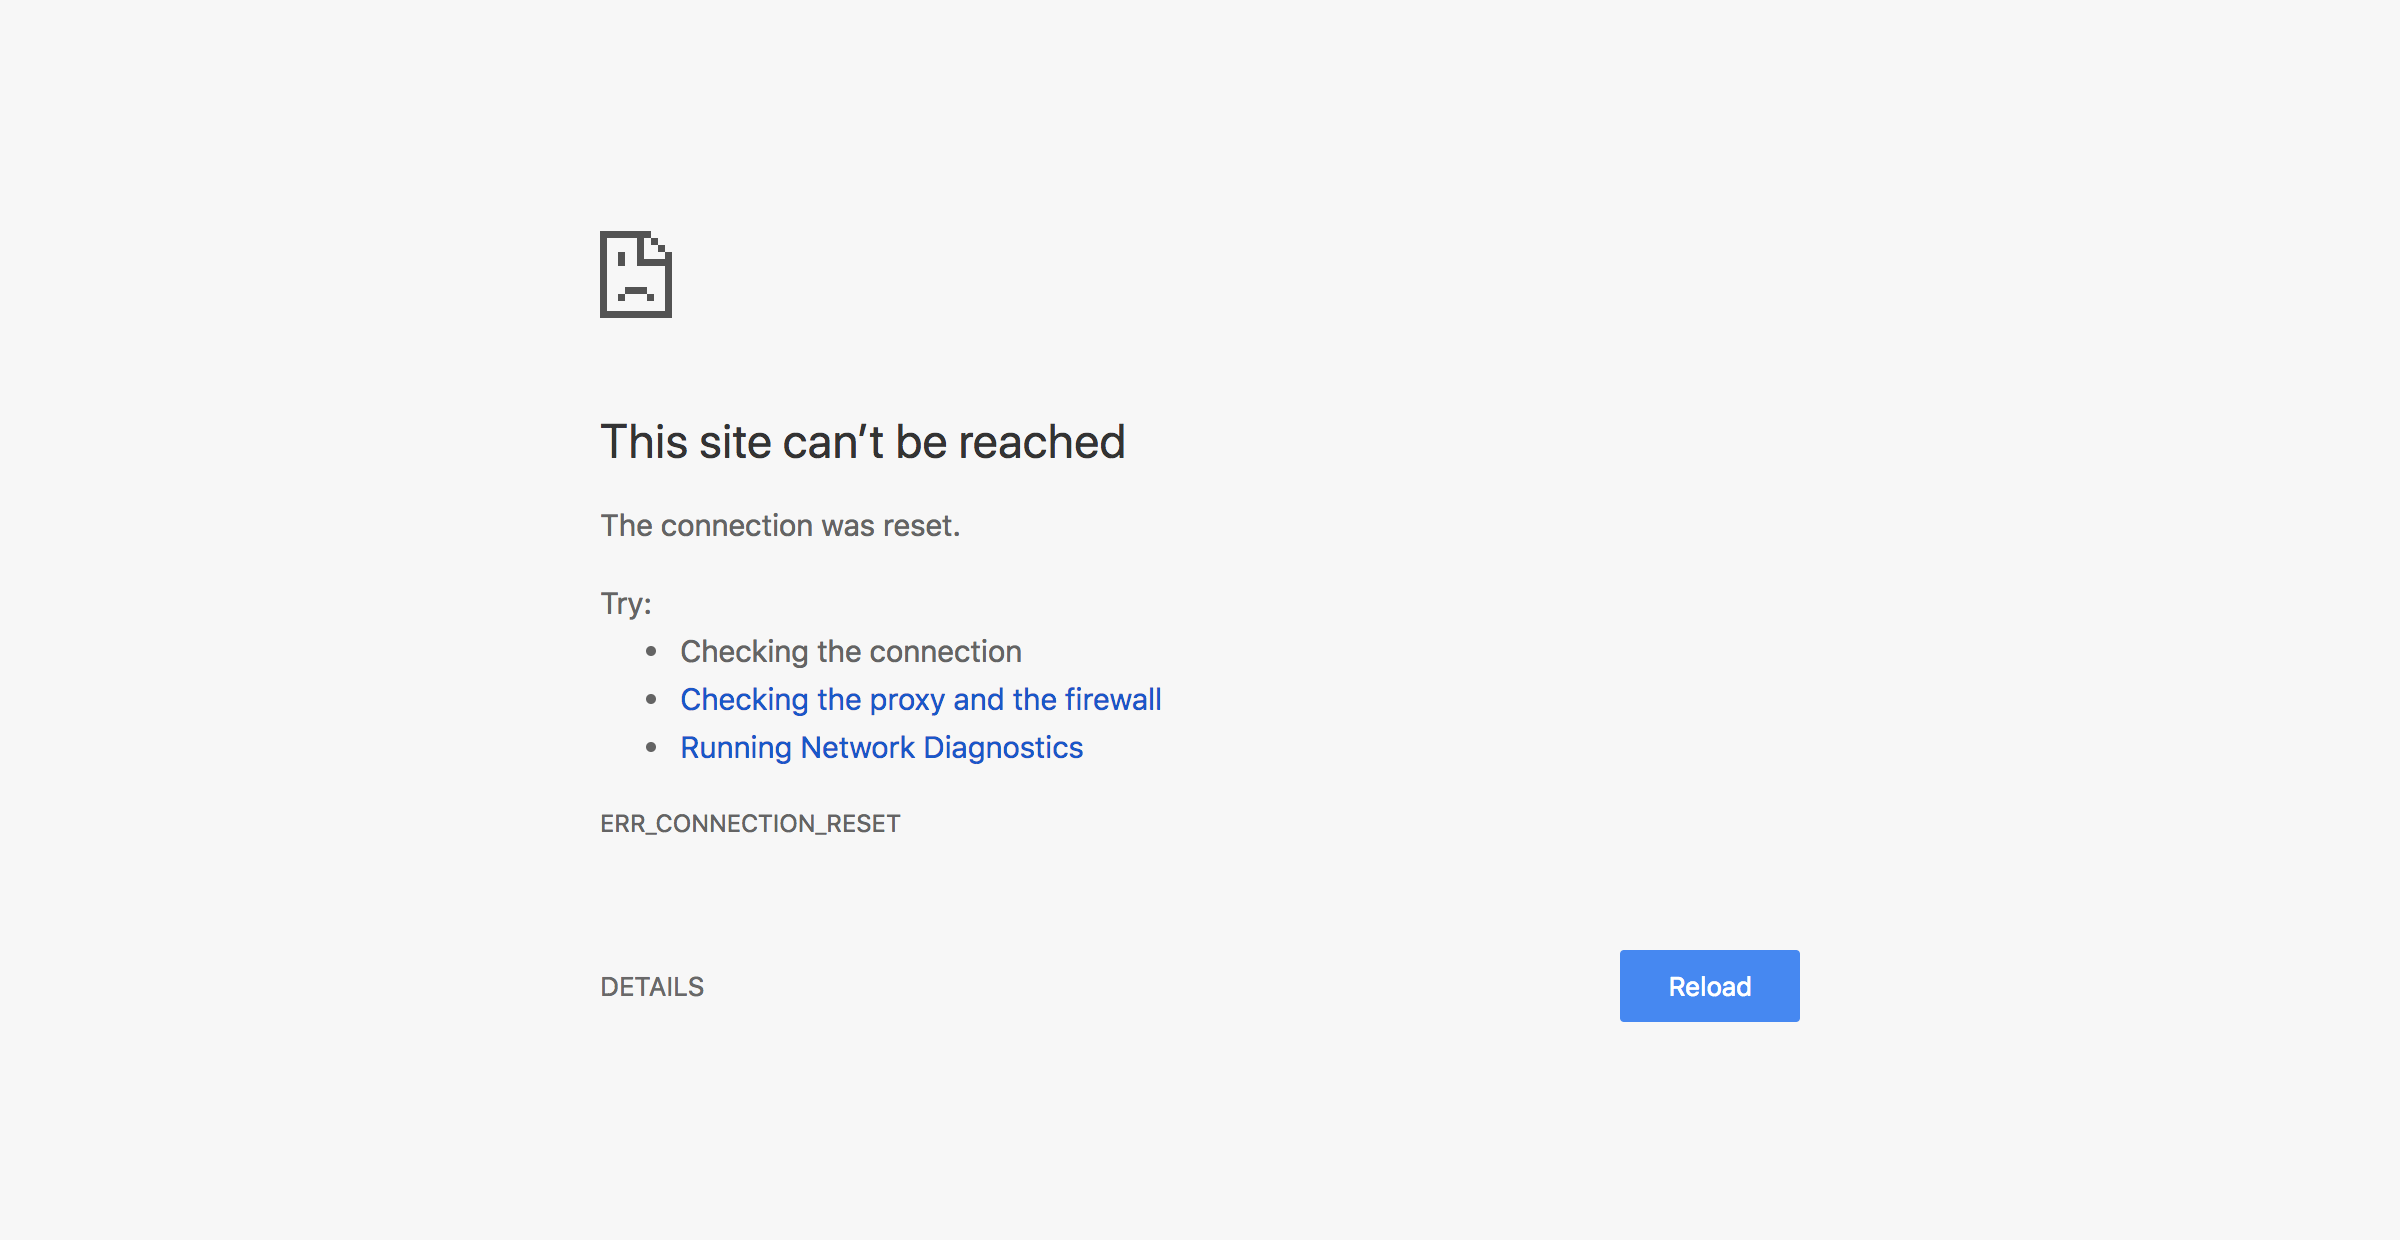 This site can’t be reached
The connection was reset.
Try:
• Checking the connection
• Checking the proxy and the firewall
• Running Network Diagnostics
ERR_CONNECTION_RESET
DETAILS
Reload